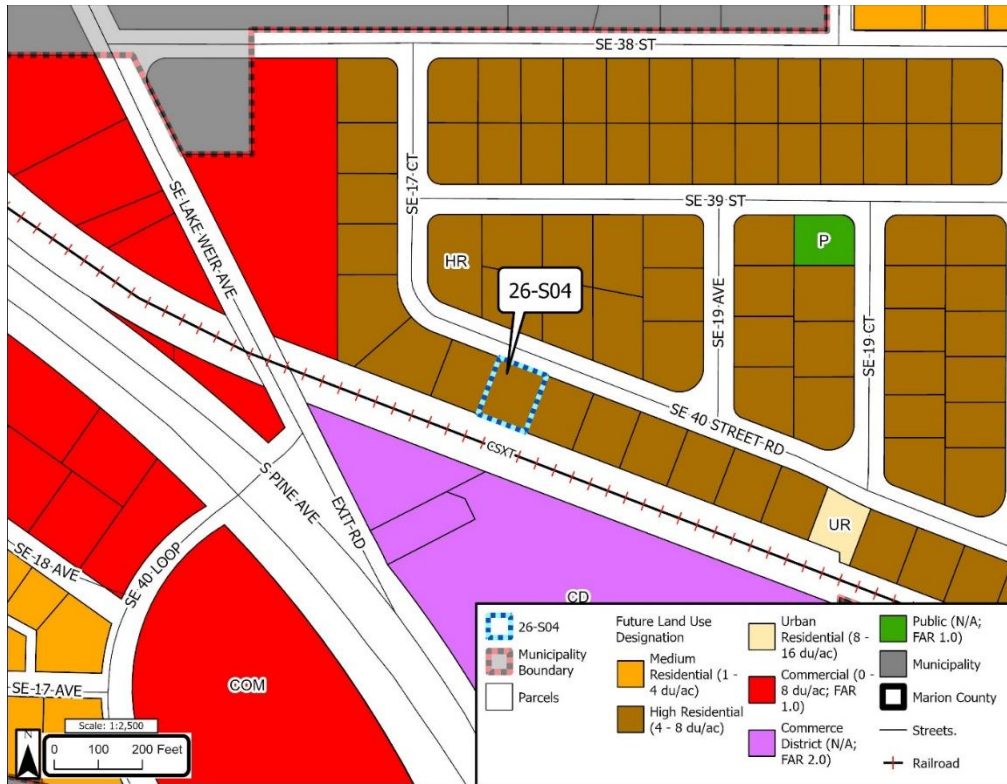 SE 38 ST
SE 17 CT
SE LAKE WEIR AVE
SE 39 ST
HR
P
26-S04
SE 19 AVE
SE 19 CT
SE 40 STREET RD
CSXT
S PINE AVE
EXIT RD
UR
SE 18 AVE
SE 40 LOOP
CD
COM
SE 17 AVE
Scale: 1:2,500
N
0 100 200 Feet
26-S04
Municipality
Boundary
Parcels
Future Land Use
Designation
Medium
Residential (1 -
4 du/ac)
High Residential
(4 - 8 du/ac)
Urban
Residential (8 -
16 du/ac)
Commercial (0 -
8 du/ac; FAR
1.0)
Commerce
District (N/A;
FAR 2.0)
Public (N/A;
FAR 1.0)
Municipality
Marion County
Streets.
Railroad